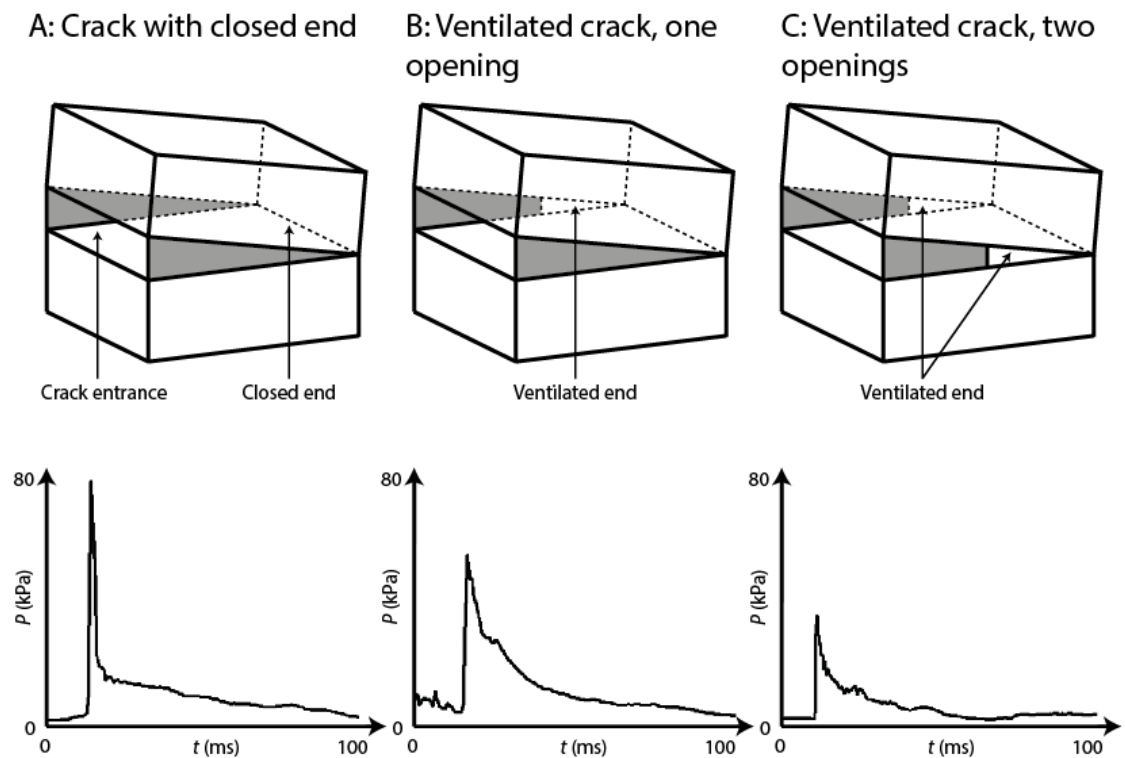 A: Crack with closed end
B: Ventilated crack, one
opening
C: Ventilated crack, two
openings
Crack entrance
Closed end
Ventilated end
Ventilated end
80
P (kPa)
0
0
t (ms)
100
80
P (kPa)
0
0
t (ms)
100
80
P (kPa)
0
0
t (ms)
100